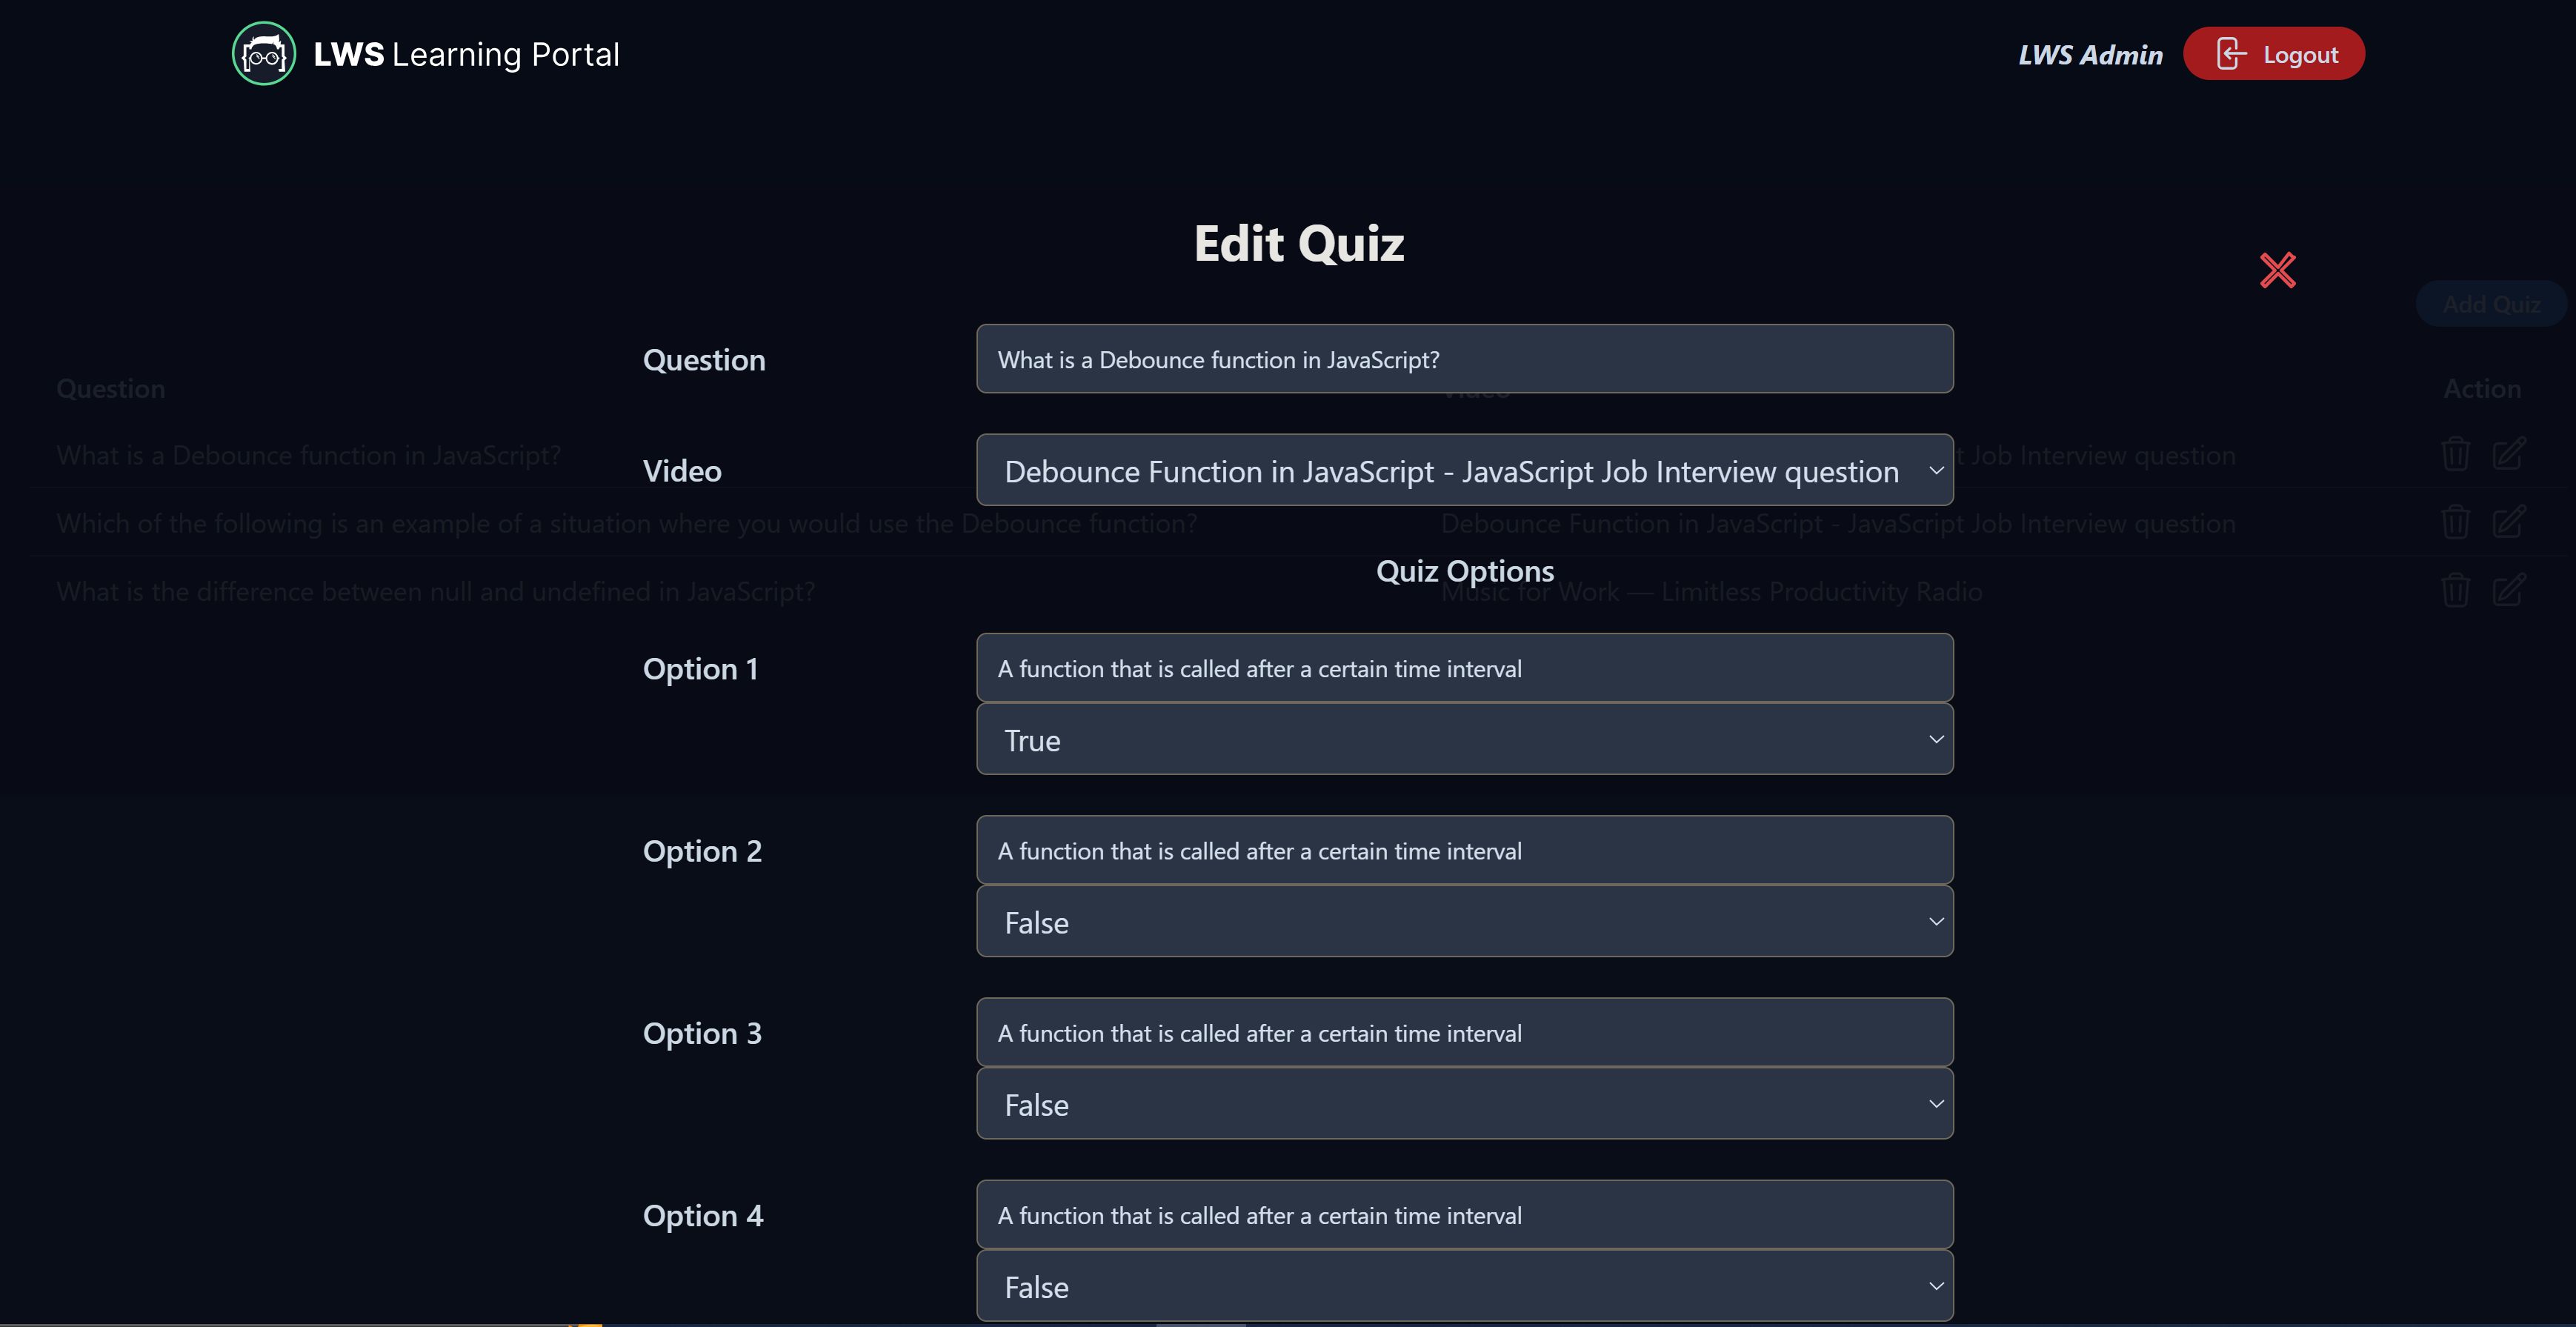 LWS Learning Portal
LWS Admin
Logout
Edit Quiz
Add Quiz
Question
What is a Debounce function in JavaScript?
Question
Video
Action
What is a Debounce function in JavaScript?
Video
Debounce Function in JavaScript - JavaScript Job Interview question
t Job Interview question
Which of the following is an example of a situation where you would use the Debounce function?
Debounce Function in JavaScript - JavaScript Job Interview question
Quiz Options
What is the difference between null and undefined in JavaScript?
Music for Work — Limitless Productivity Radio
Option 1
A function that is called after a certain time interval
True
Option 2
A function that is called after a certain time interval
False
Option 3
A function that is called after a certain time interval
False
Option 4
A function that is called after a certain time interval
False